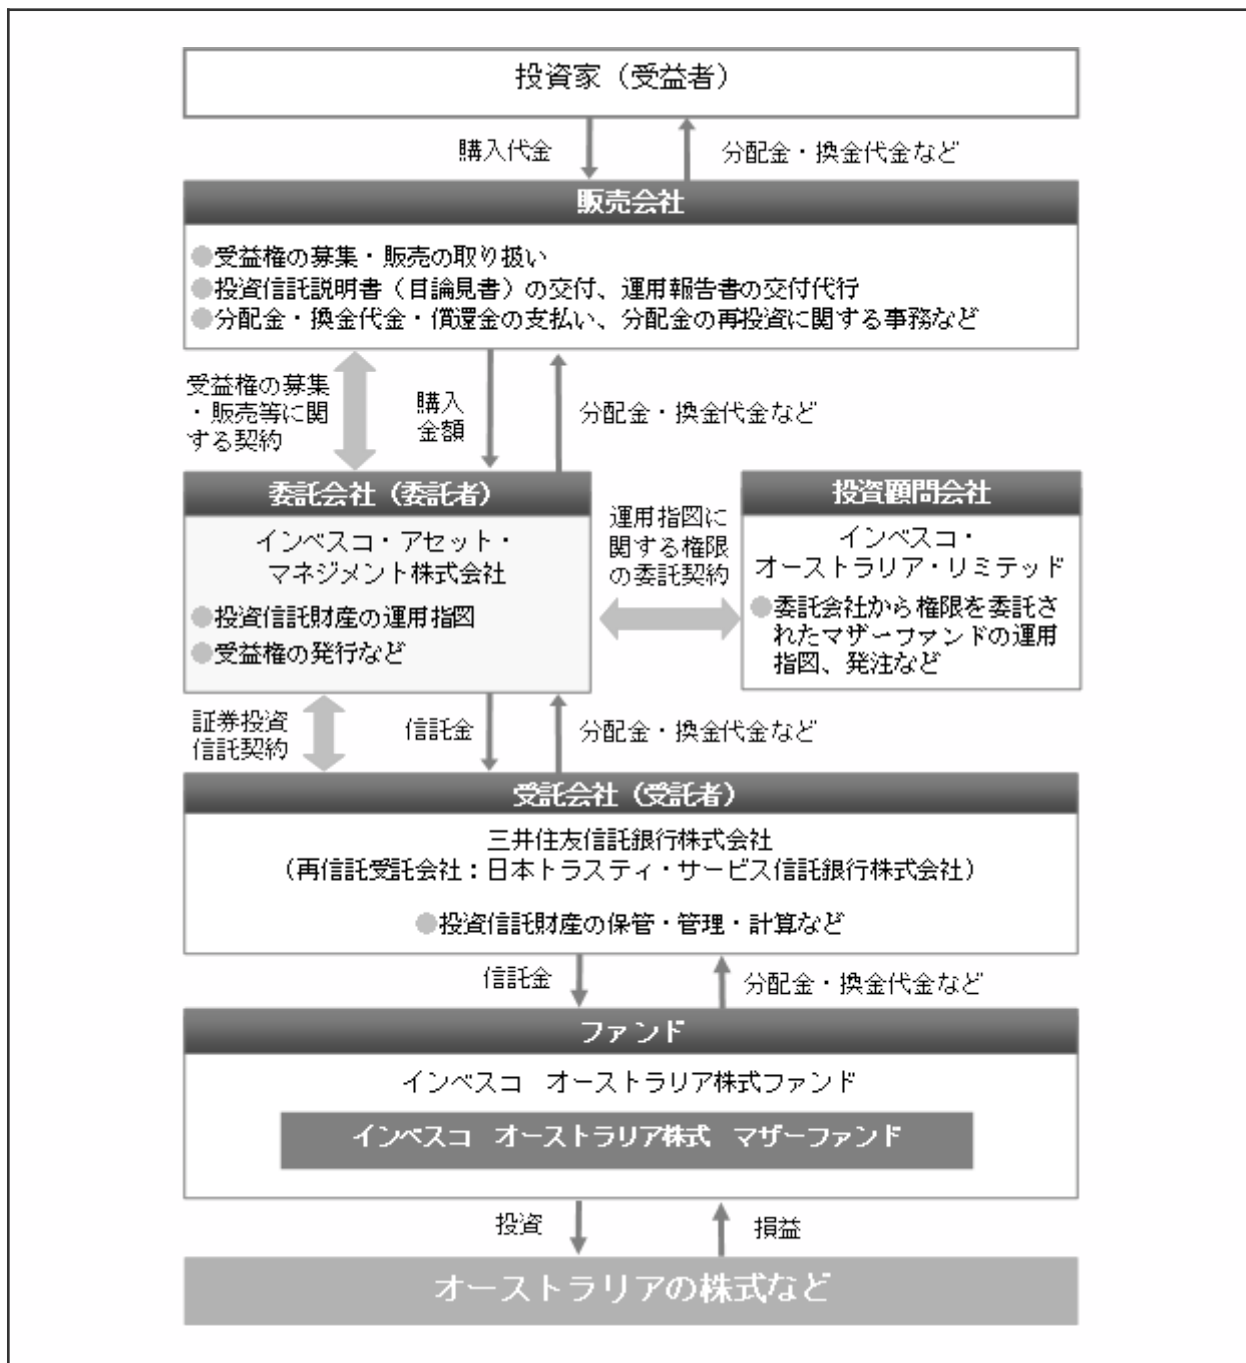 投資家（受益者）
購入代金
分配金・換金代金など
販売会社
●受益権の募集・販売の取り扱い
●投資信託説明書（目論見書）の交付、運用報告書の交付代行
●分配金・換金代金・償還金の支払い、分配金の再投資に関する事務など
受益権の募集
・販売等に関
する契約
購入
金額
分配金・換金代金など
委託会社（委託者）
インベスコ・アセット・
マネジメント株式会社
●投資信託財産の運用指図
●受益権の発行など
運用指図に
関する権限
の委託契約
投資顧問会社
インベスコ・
オーストラリア・リミテッド
●委託会社から権限を委託さ
れたマザーファンドの運用
指図、発注など
証券投資
信託契約
信託金
分配金・換金代金など
受託会社（受託者）
三井住友信託銀行株式会社
（再信託受託会社：日本トラスティ・サービス信託銀行株式会社）
●投資信託財産の保管・管理・計算など
信託金
分配金・換金代金など
ファンド
インベスコ　オーストラリア株式ファンド
インベスコ　オーストラリア株式　マザーファンド
投資
損益
オーストラリアの株式など